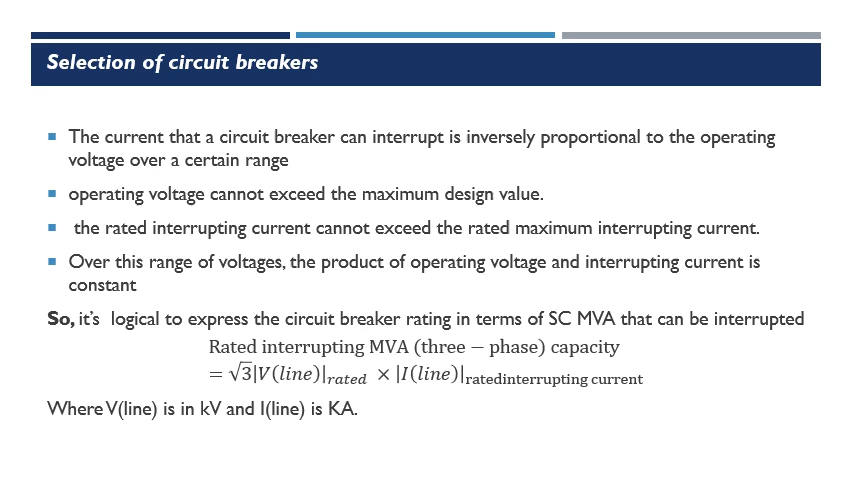 Selection of circuit breakers
The current that a circuit breaker can interrupt is inversely proportional to the operating
voltage over a certain range
operating voltage cannot exceed the maximum design value.
the rated interrupting current cannot exceed the rated maximum interrupting current.
Over this range of voltages, the product of operating voltage and interrupting current is
constant
So, it's logical to express the circuit breaker rating in terms of SC MVA that can be interrupted
Rated interrupting MVA (three − phase) capacity
= √3|V(line)|rated × |I(line)|ratedinterrupting current
Where V(line) is in kV and I(line) is KA.